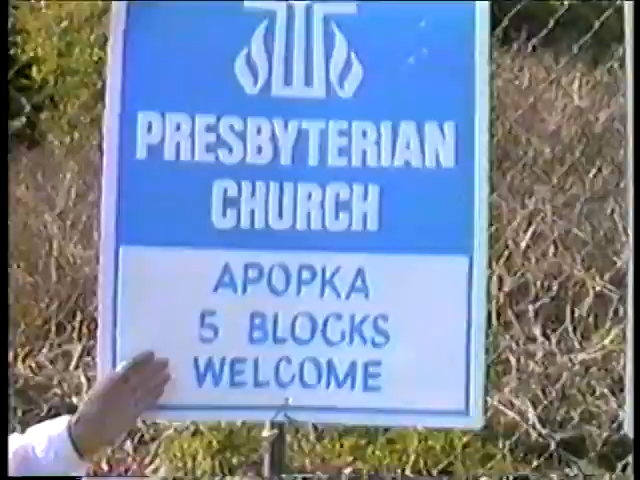 PRESBYTERIAN
CHURCH
APOPKA
5 BLOCKS
WELCOME